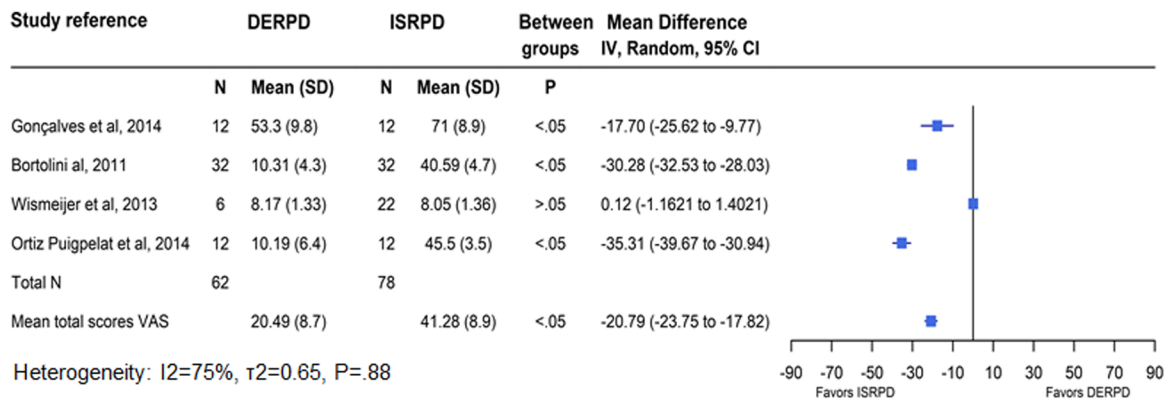 Study reference DERPD ISRPD Between groups Mean Difference IV, Random, 95% CI
N Mean (SD) N Mean (SD) P
Gonçalves et al, 2014 12 53.3 (9.8) 12 71 (8.9) <.05 -17.70 (-25.62 to -9.77)
Bortolini al, 2011 32 10.31 (4.3) 32 40.59 (4.7) <.05 -30.28 (-32.53 to -28.03)
Wismeijer et al, 2013 6 8.17 (1.33) 22 8.05 (1.36) >.05 0.12 (-1.1621 to 1.4021)
Ortiz Puigpelat et al, 2014 12 10.19 (6.4) 12 45.5 (3.5) <.05 -35.31 (-39.67 to -30.94)
Total N 62 78
Mean total scores VAS 20.49 (8.7) 41.28 (8.9) <.05 -20.79 (-23.75 to -17.82)
Heterogeneity: I2=75%, τ2=0.65, P=.88
-90 -70 -50 -30 -10 10 30 50 70 90
Favors ISRPD Favors DERPD